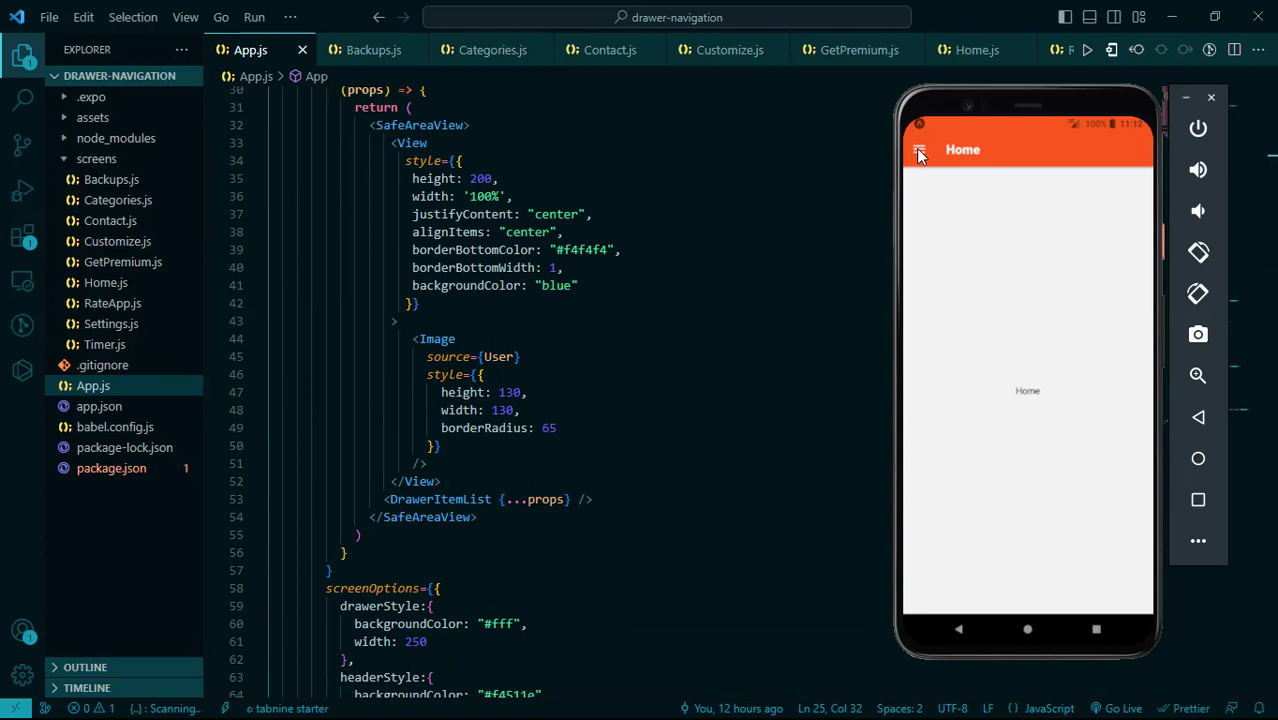 File Edit Selection View Go Run drawer-navigation
EXPLORER
App.js Backups.js Categories.js Contact.js Customize.js GetPremium.js Home.js R
DRAWER-NAVIGATION
.expo
assets
node_modules
screens
Backups.js
Categories.js
Contact.js
Customize.js
GetPremium.js
Home.js
RateApp.js
Settings.js
Timer.js
.gitignore
App.js
app.json
babel.config.js
package-lock.json
package.json 1
OUTLINE
TIMELINE
App.js App
30 (props) => {
31 return (
32 <SafeAreaView>
33 <View
34 style={{
35 height: 200,
36 width: '100%',
37 justifyContent: "center",
38 alignItems: "center",
39 borderBottomColor: "#f4f4f4",
40 borderBottomWidth: 1,
41 backgroundColor: "blue"
42 }}
43 >
44 <Image
45 source={User}
46 style={{
47 height: 130,
48 width: 130,
49 borderRadius: 65
50 }}
51 />
52 </View>
53 <DrawerItemList {...props} />
54 </SafeAreaView>
55 )
56 }
57 }
58 screenOptions={{
59 drawerStyle:{
60 backgroundColor: "#fff",
61 width: 250
62 },
63 headerStyle:{
64 backgroundColor: "#f4511e"
100% 11:12
Home
Home
1
1
1
0 1 {..} : Scanning.. tabnine starter You, 12 hours ago Ln 25, Col 32 Spaces: 2 UTF-8 LF { } JavaScript Go Live Prettier